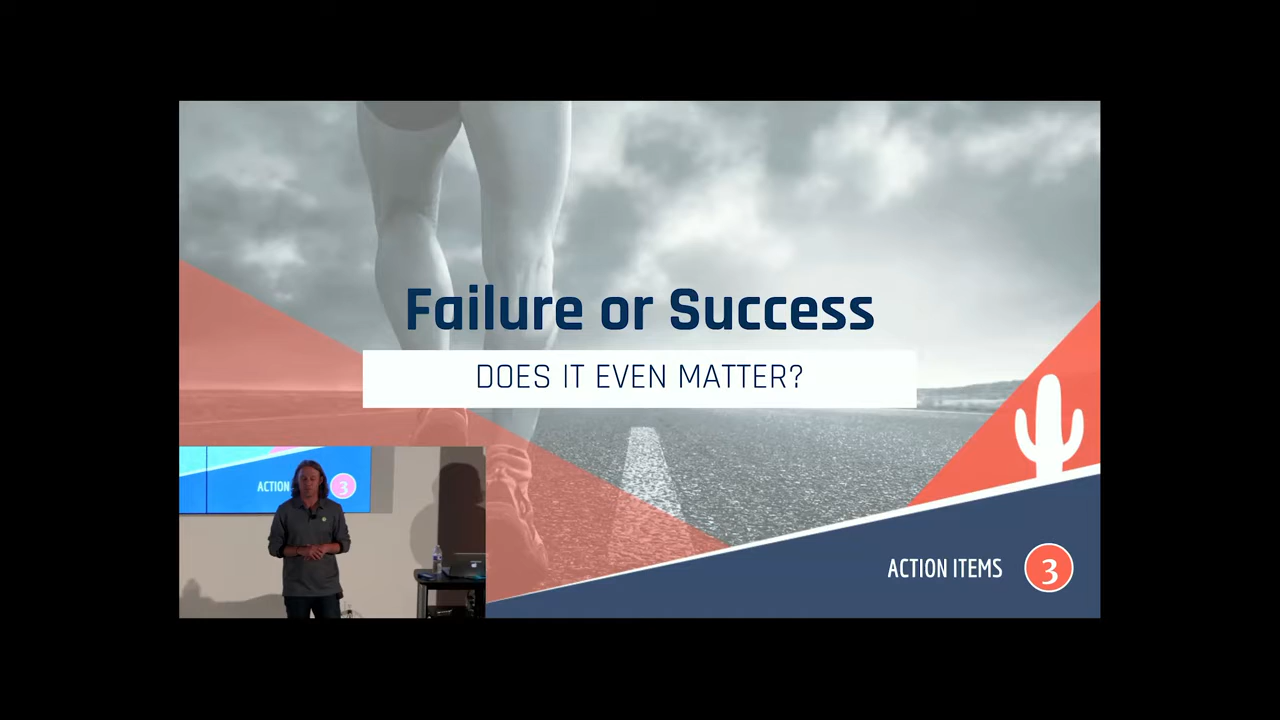 Failure or Success
DOES IT EVEN MATTER?
ACTION
3
ACTION ITEMS
3